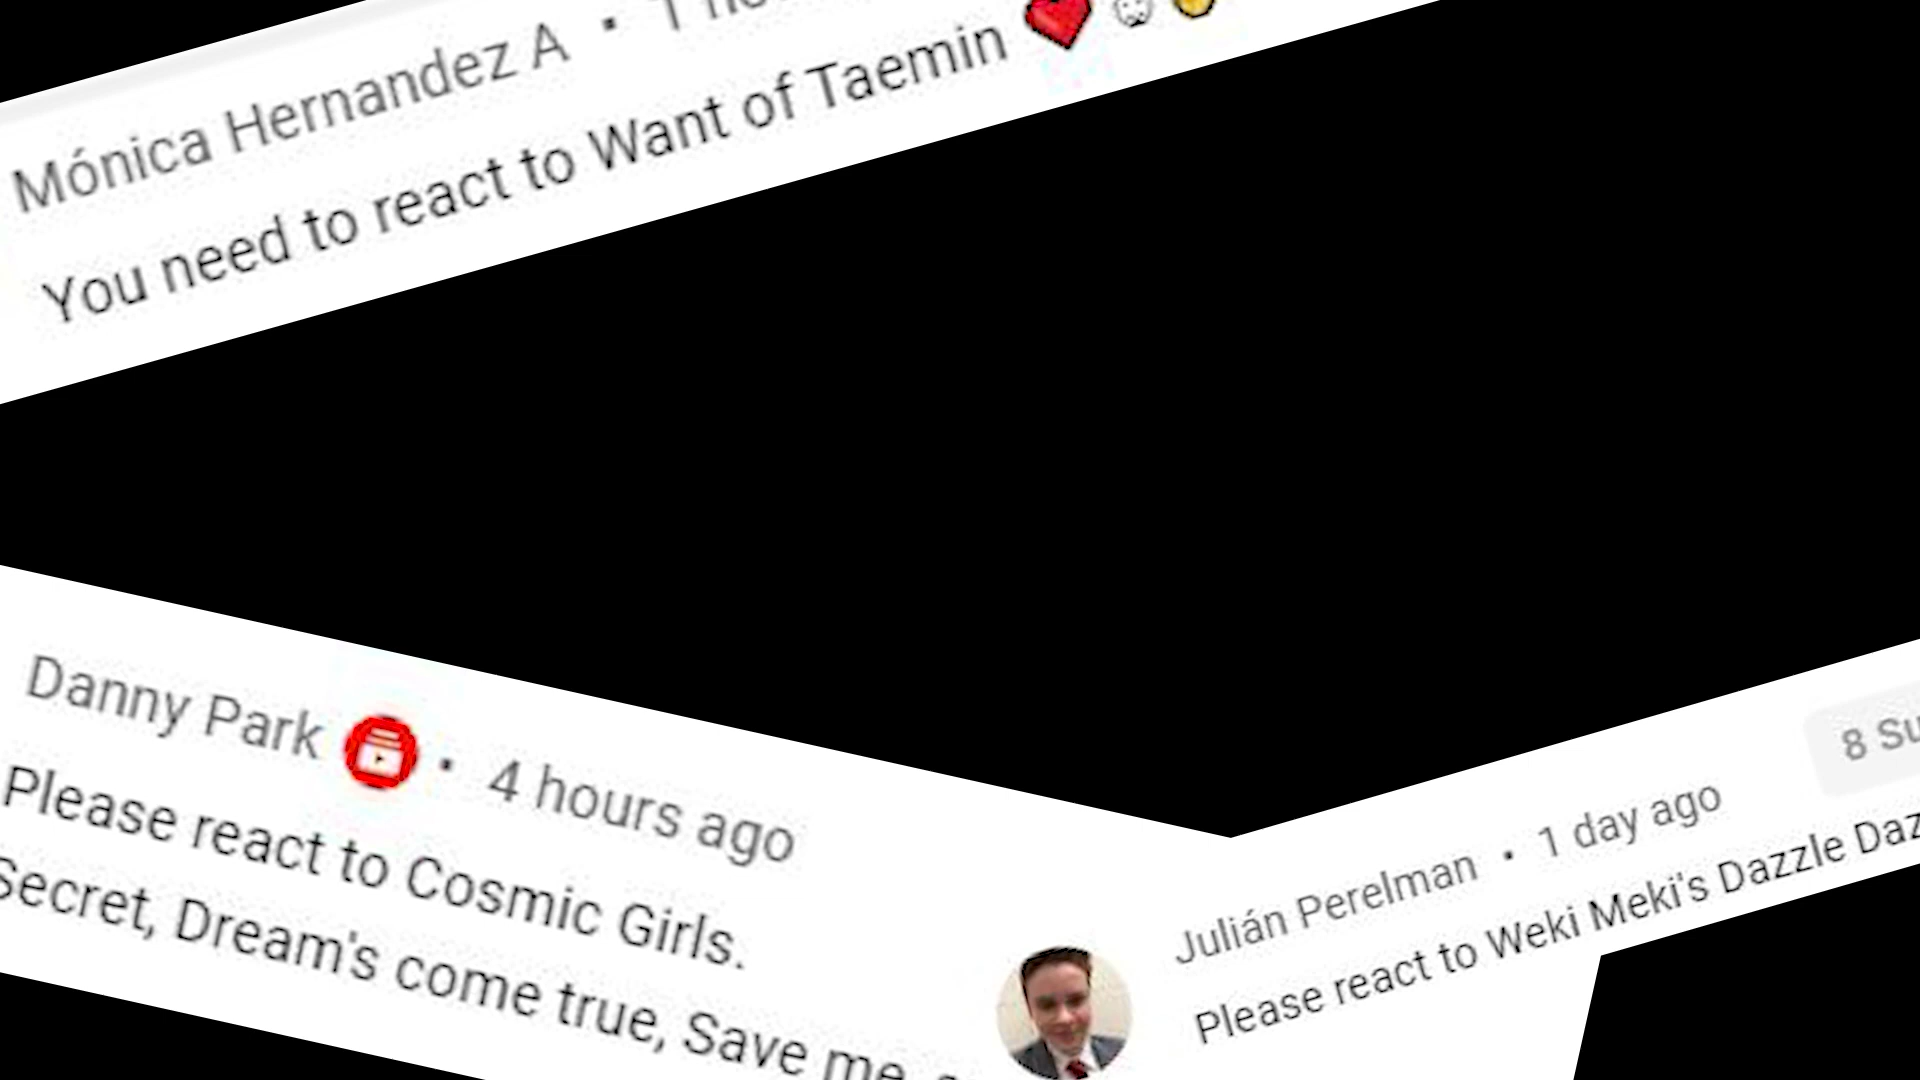 Mónica Hernandez A • 1
You need to react to Want of Taemin
Danny Park • 4 hours ago
Please react to Cosmic Girls.
Secret, Dream's come true, Save me,
8
Julián Perelman • 1 day ago
Please react to Weki Meki's Dazzle